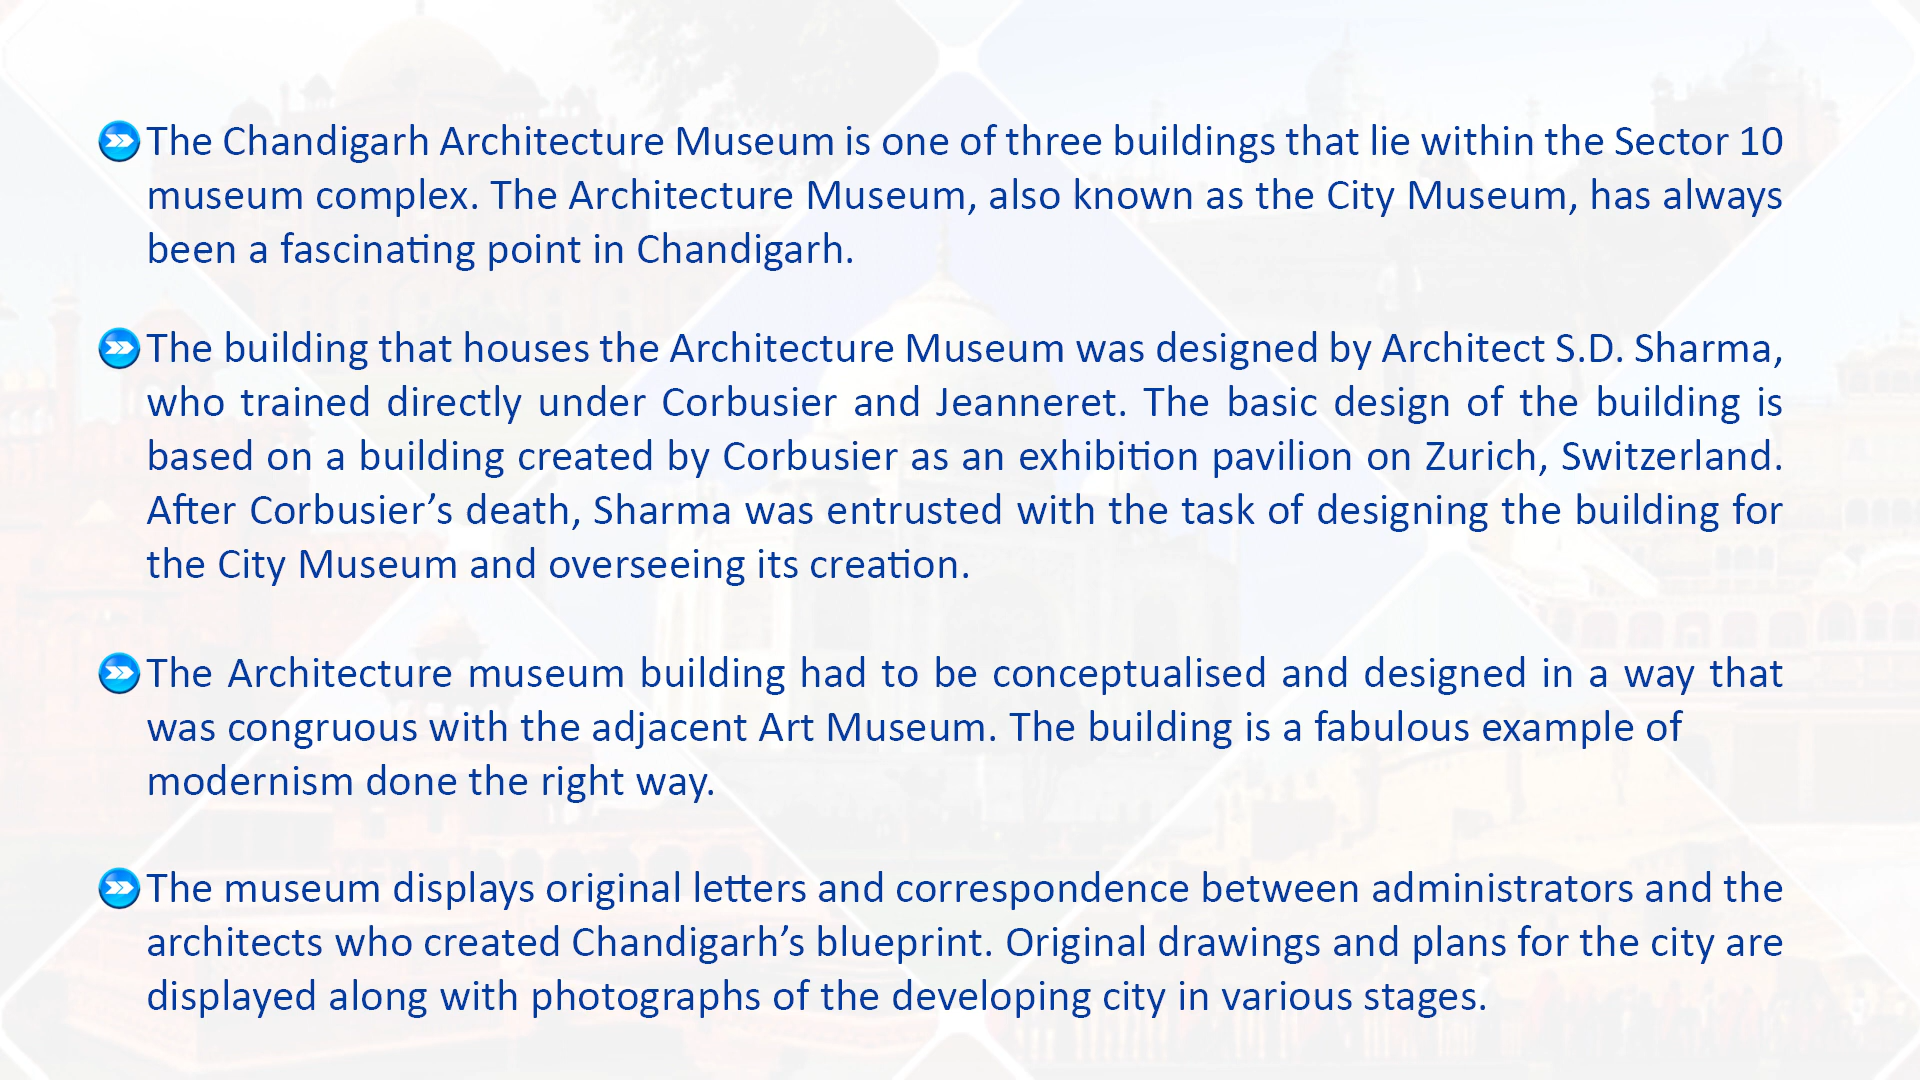 The Chandigarh Architecture Museum is one of three buildings that lie within the Sector 10
museum complex. The Architecture Museum, also known as the City Museum, has always
been a fascinating point in Chandigarh.
The building that houses the Architecture Museum was designed by Architect S.D. Sharma,
who trained directly under Corbusier and Jeanneret. The basic design of the building is
based on a building created by Corbusier as an exhibition pavilion on Zurich, Switzerland.
After Corbusier’s death, Sharma was entrusted with the task of designing the building for
the City Museum and overseeing its creation.
The Architecture museum building had to be conceptualised and designed in a way that
was congruous with the adjacent Art Museum. The building is a fabulous example of
modernism done the right way.
The museum displays original letters and correspondence between administrators and the
architects who created Chandigarh’s blueprint. Original drawings and plans for the city are
displayed along with photographs of the developing city in various stages.